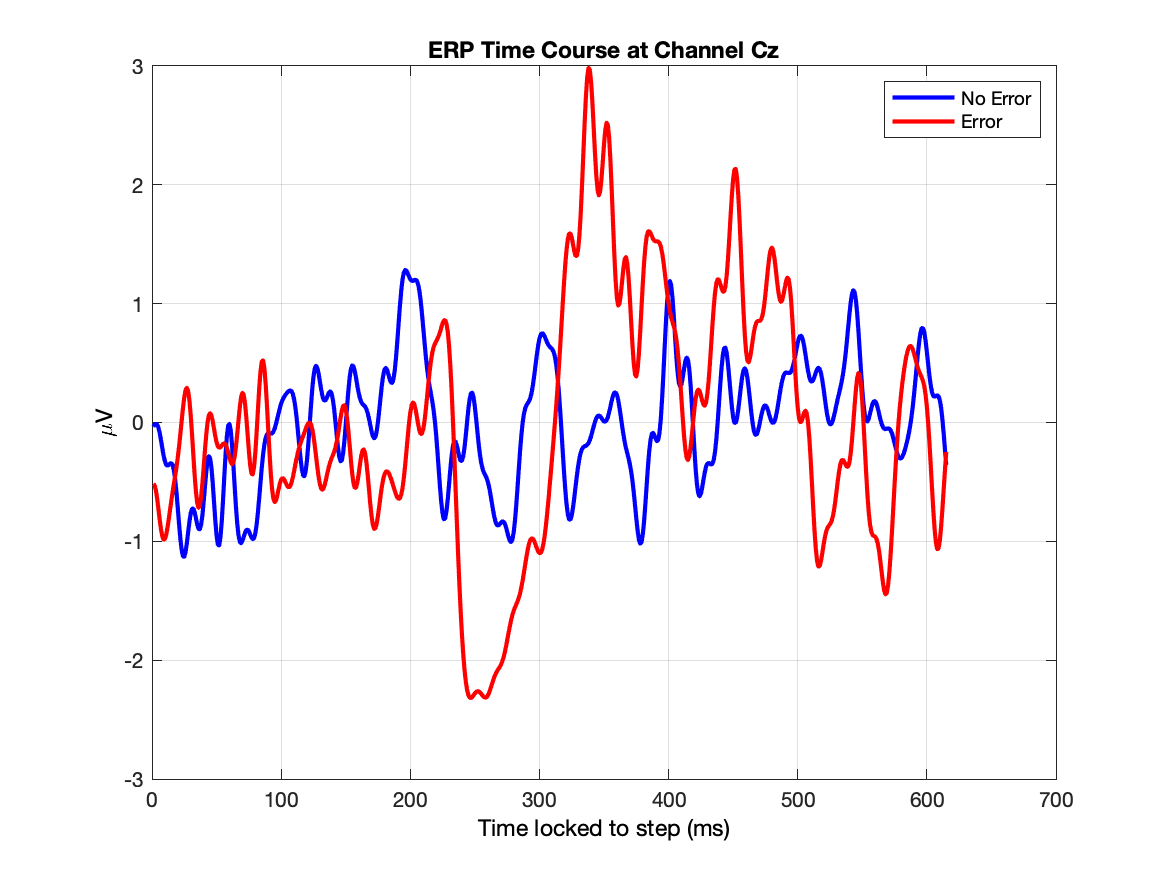 ERP Time Course at Channel Cz
No Error
Error
μV
3
2
1
0
-1
-2
-3
0 100 200 300 400 500 600 700
Time locked to step (ms)